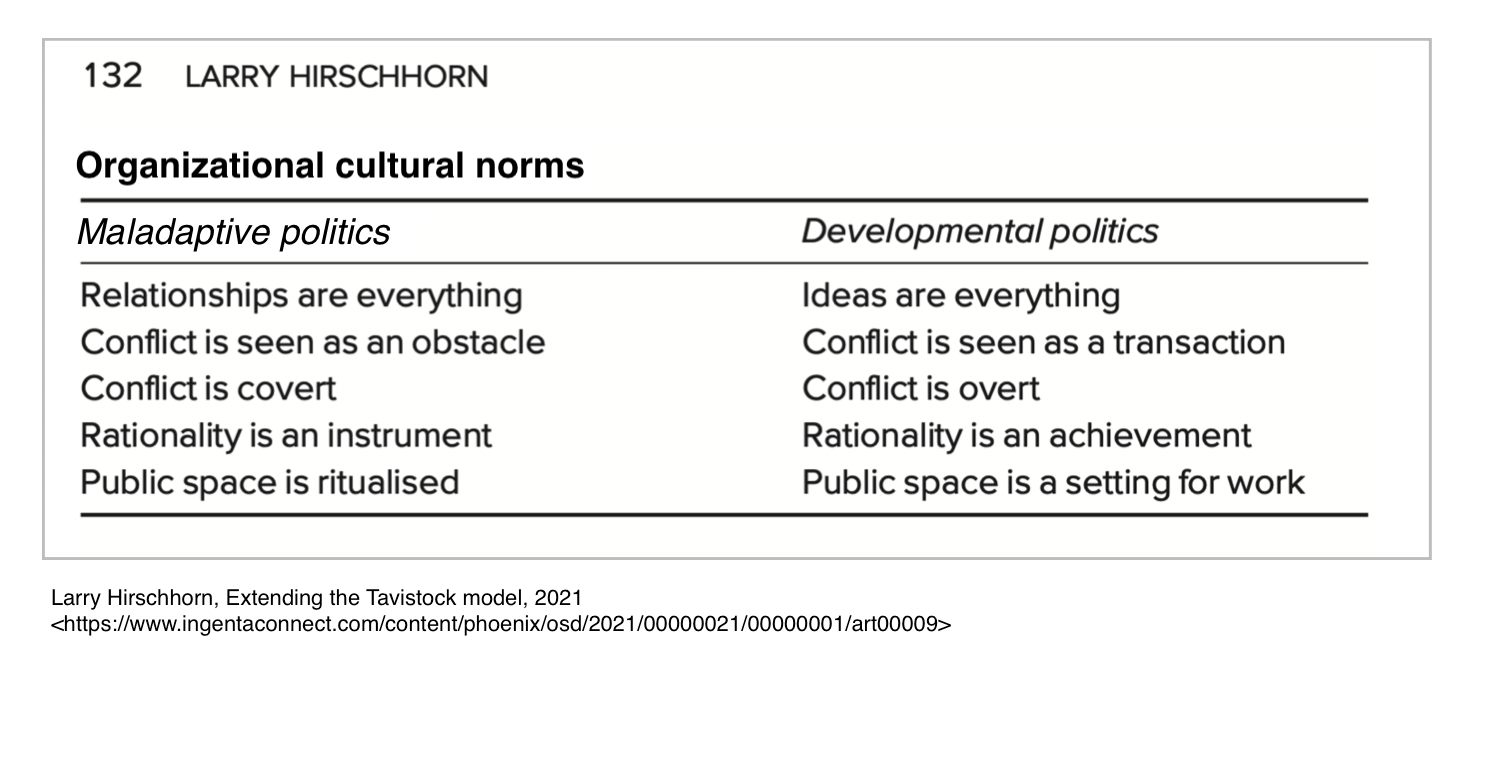 132 LARRY HIRSCHHORN
Organizational cultural norms
Maladaptive politics Developmental politics
Relationships are everything Ideas are everything
Conflict is seen as an obstacle Conflict is seen as a transaction
Conflict is covert Conflict is overt
Rationality is an instrument Rationality is an achievement
Public space is ritualised Public space is a setting for work
Larry Hirschhorn, Extending the Tavistock model, 2021
<https://www.ingentaconnect.com/content/phoenix/osd/2021/00000021/00000001/art00009>